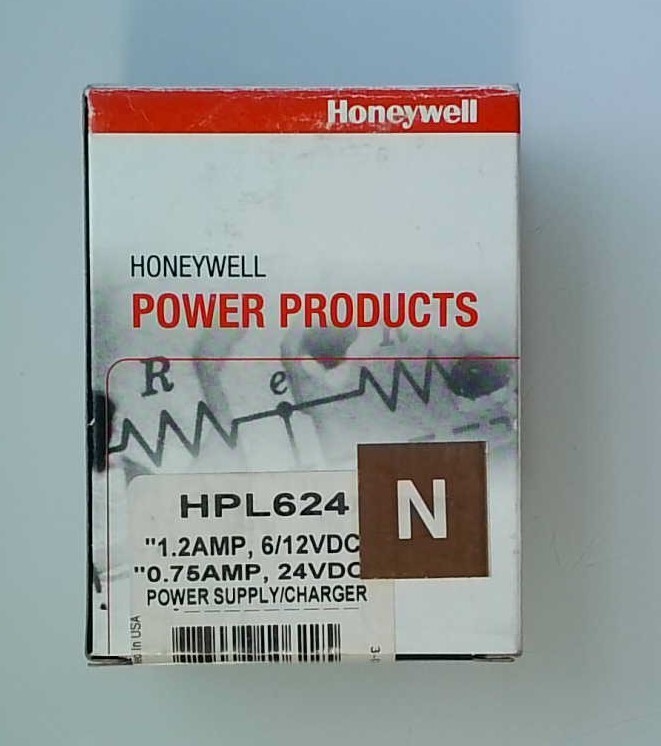 Honeywell
HONEYWELL
POWER PRODUCTS
R
e
N
HPL624
"1.2AMP, 6/12VDC
"0.75AMP, 24VDC
POWER SUPPLY/CHARGER
In USA